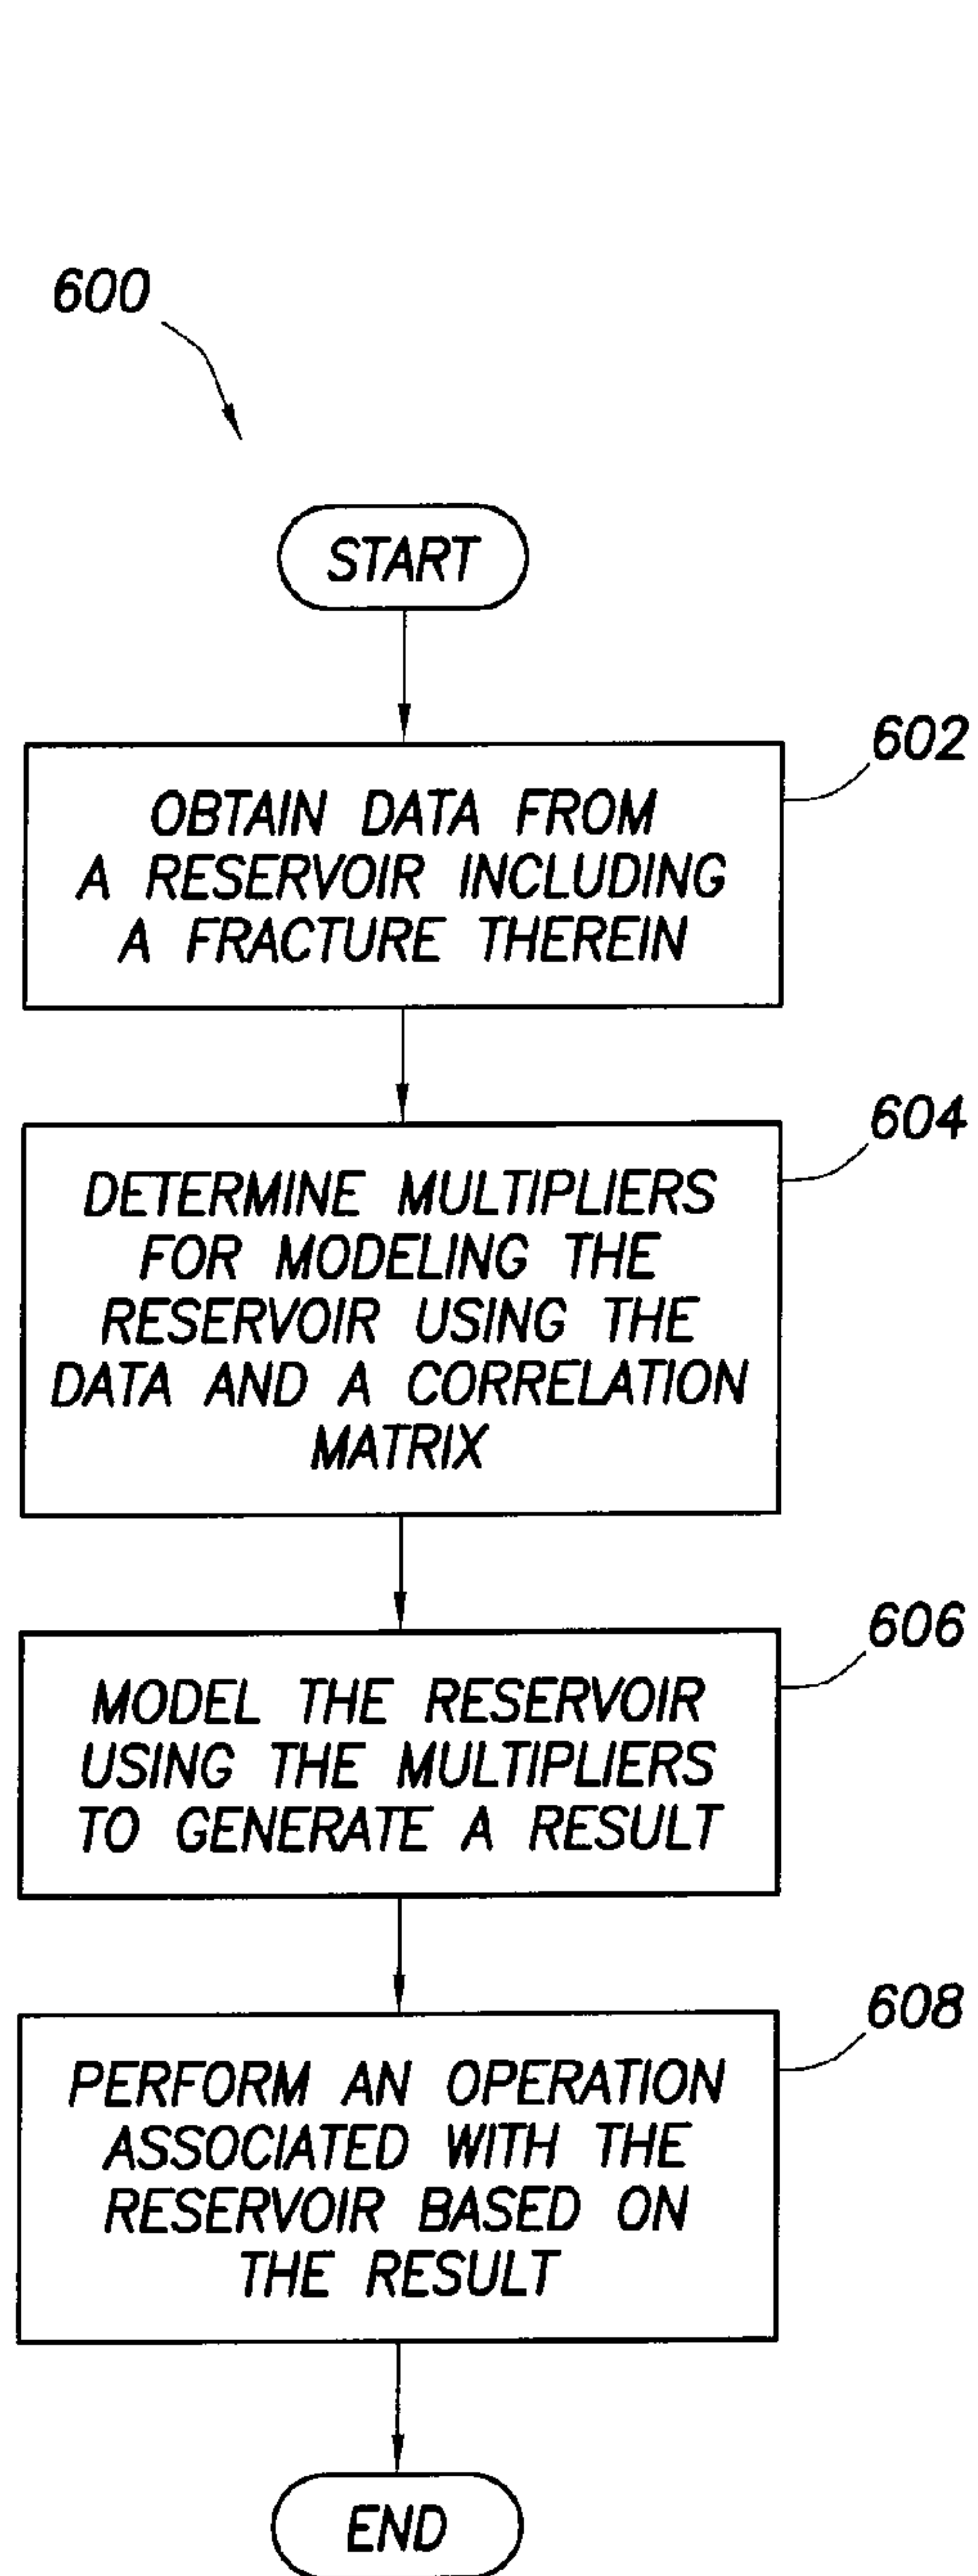 600
START
602
OBTAIN DATA FROM
A RESERVOIR INCLUDING
A FRACTURE THEREIN
604
DETERMINE MULTIPLIERS
FOR MODELING THE
RESERVOIR USING THE
DATA AND A CORRELATION
MATRIX
606
MODEL THE RESERVOIR
USING THE MULTIPLIERS
TO GENERATE A RESULT
608
PERFORM AN OPERATION
ASSOCIATED WITH THE
RESERVOIR BASED ON
THE RESULT
END